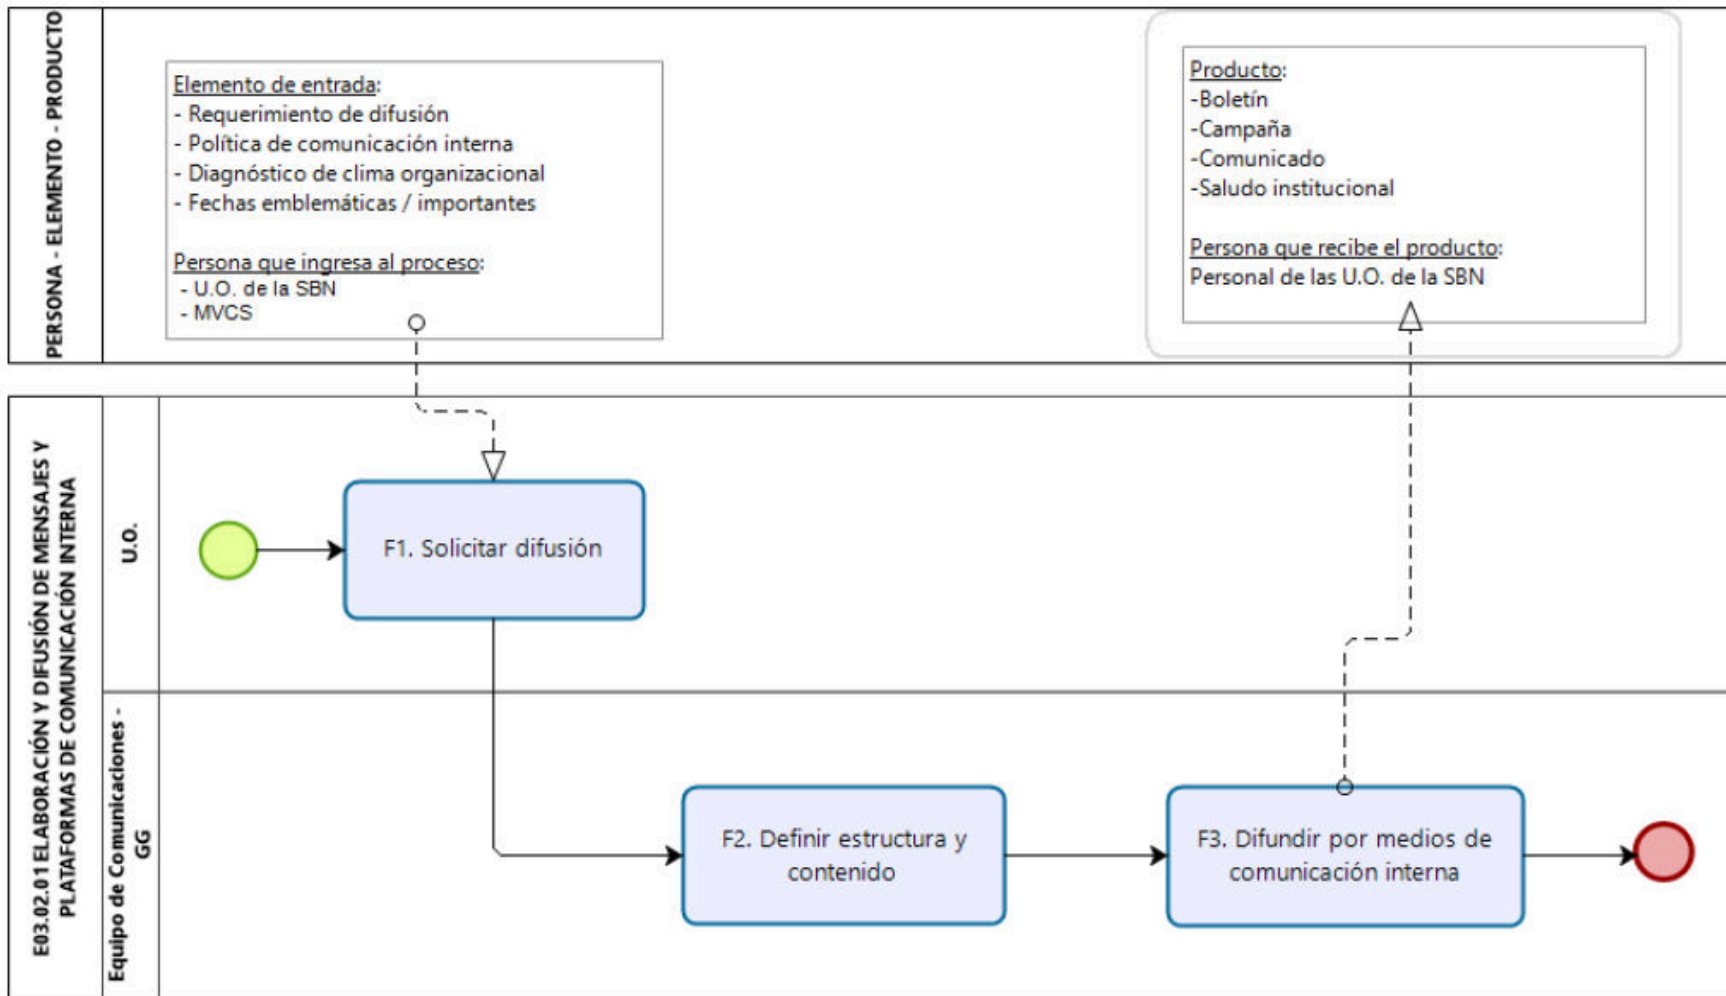 PERSONA - ELEMENTO - PRODUCTO
Elemento de entrada:
- Requerimiento de difusión
- Política de comunicación interna
- Diagnóstico de clima organizacional
- Fechas emblemáticas / importantes
Persona que ingresa al proceso:
- U.O. de la SBN
- MVCS
Producto:
-Boletín
-Campaña
-Comunicado
-Saludo institucional
Persona que recibe el producto:
Personal de las U.O. de la SBN
E03.02.01 ELABORACIÓN Y DIFUSIÓN DE MENSAJES Y
PLATAFORMAS DE COMUNICACIÓN INTERNA
U.O.
F1. Solicitar difusión
Equipo de Comunicaciones -
GG
F2. Definir estructura y
contenido
F3. Difundir por medios de
comunicación interna